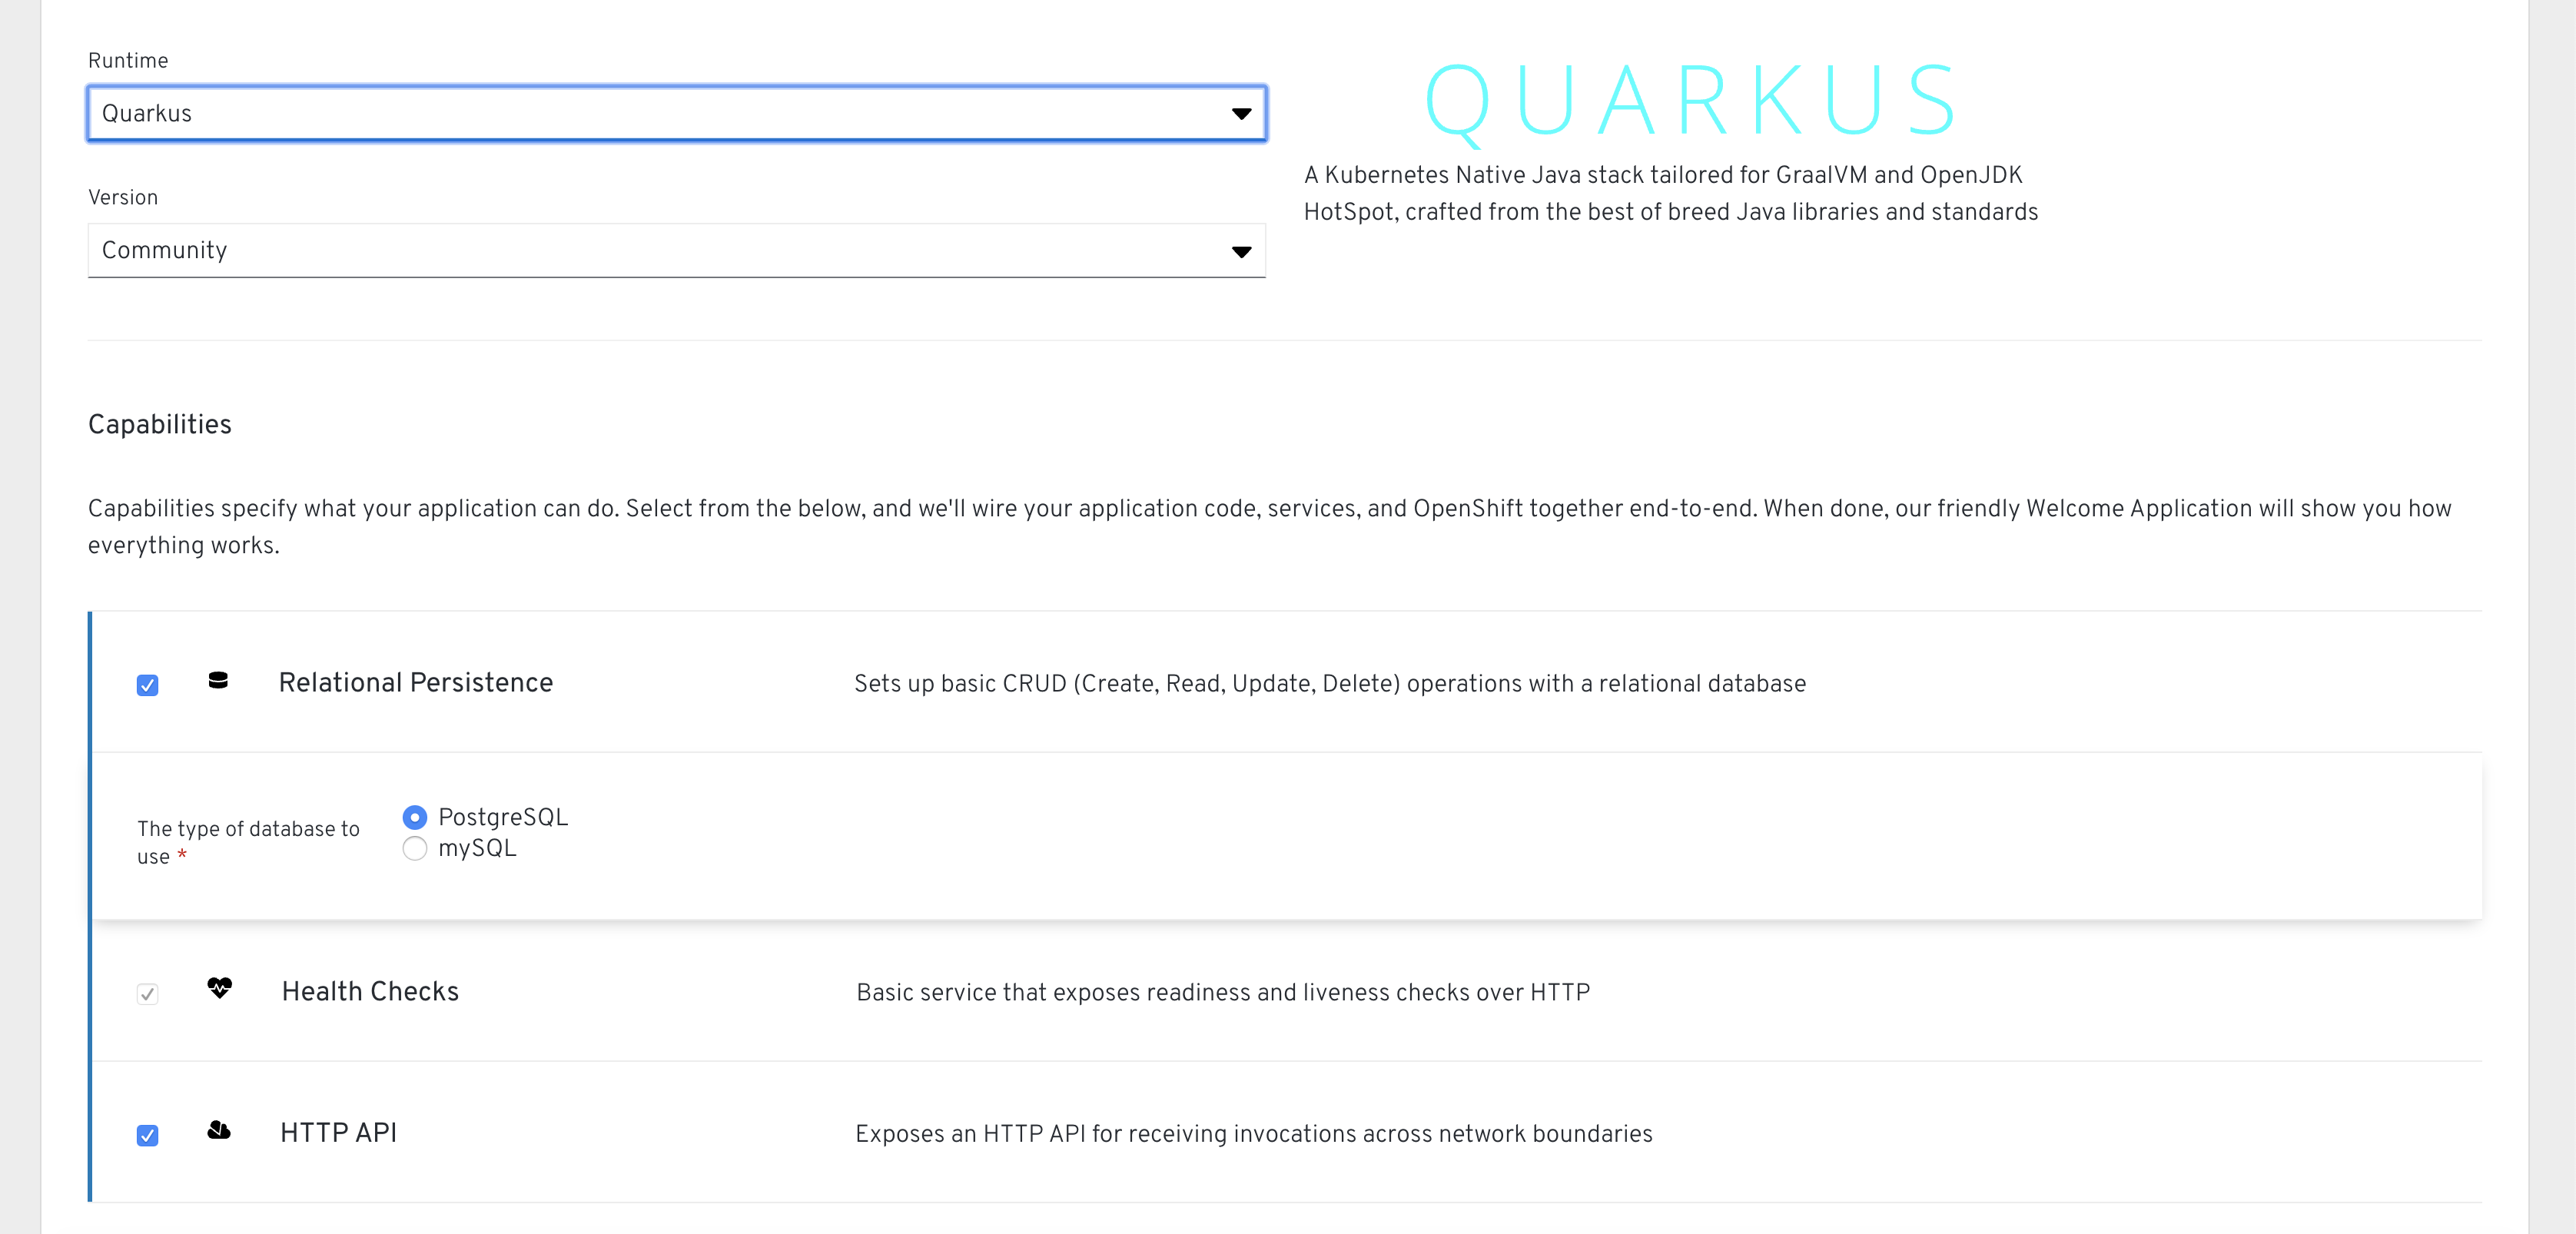 Runtime
Quarkus
QUARKUS
A Kubernetes Native Java stack tailored for GraalVM and OpenJDK
HotSpot, crafted from the best of breed Java libraries and standards
Version
Community
Capabilities
Capabilities specify what your application can do. Select from the below, and we'll wire your application code, services, and OpenShift together end-to-end. When done, our friendly Welcome Application will show you how
everything works.
Relational Persistence
Sets up basic CRUD (Create, Read, Update, Delete) operations with a relational database
The type of database to
use *
PostgreSQL
mySQL
Health Checks
Basic service that exposes readiness and liveness checks over HTTP
HTTP API
Exposes an HTTP API for receiving invocations across network boundaries